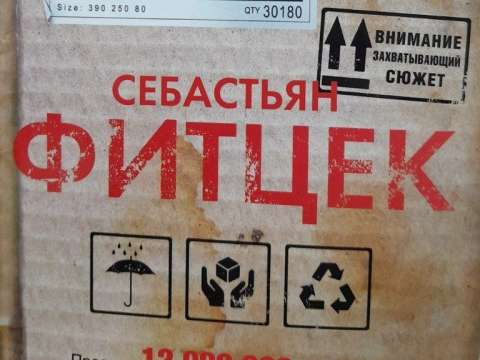 Size: 390 250 80
QTY 30180
ВНИМАНИЕ
ЗАХВАТЫВАЮЩИЙ
СЮЖЕТ
СЕБАСТЬЯН
ФИТЦЕК